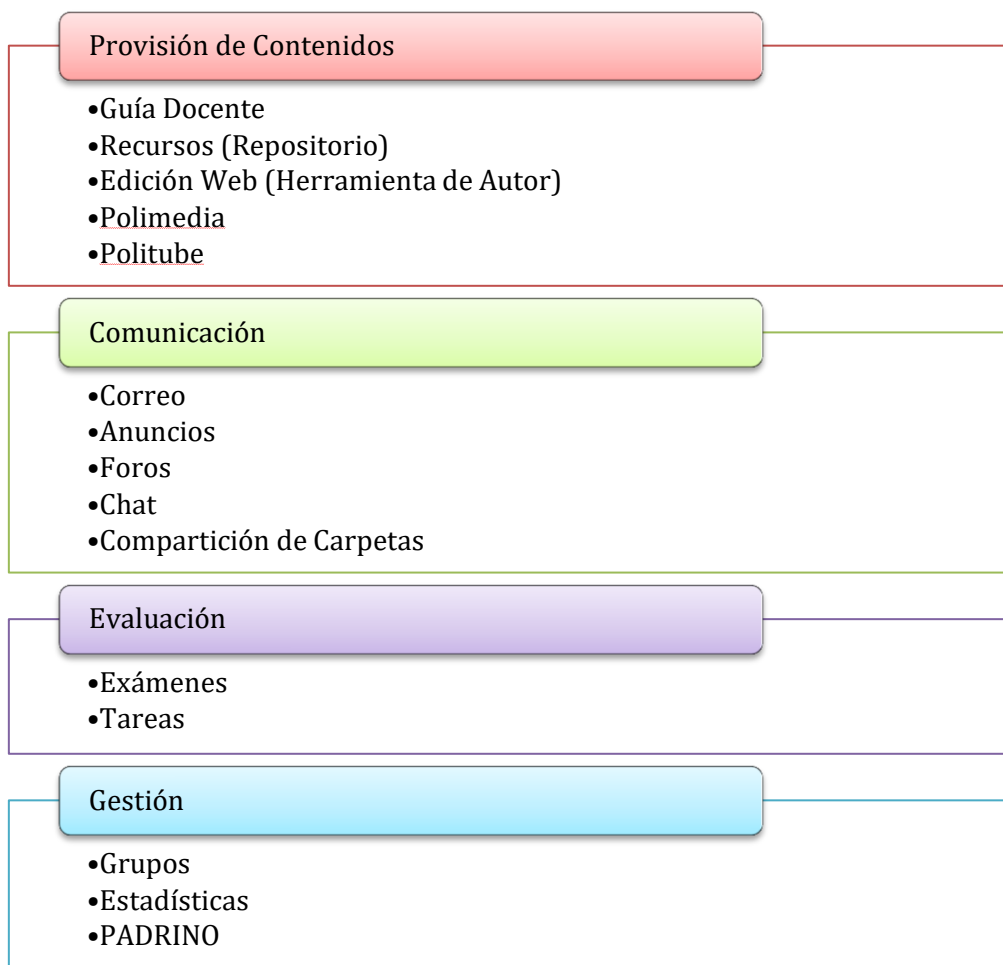 Provisión de Contenidos
•Guía Docente
•Recursos (Repositorio)
•Edición Web (Herramienta de Autor)
•Polimedia
•Politube
Comunicación
•Correo
•Anuncios
•Foros
•Chat
•Compartición de Carpetas
Evaluación
•Exámenes
•Tareas
Gestión
•Grupos
•Estadísticas
•PADRINO